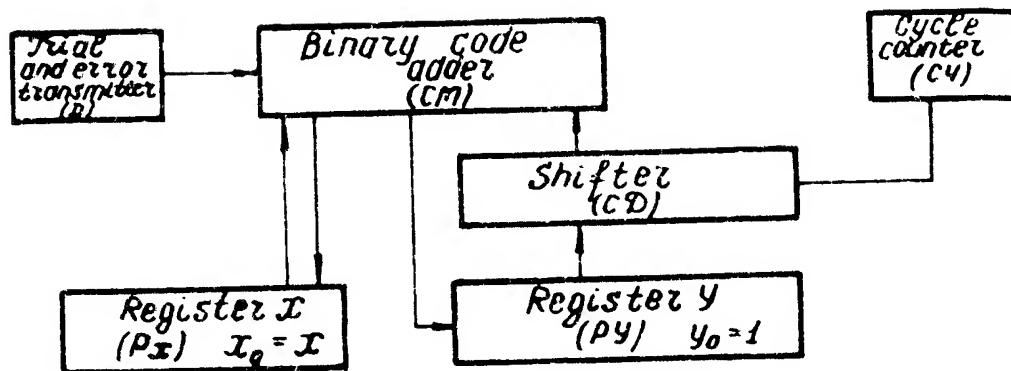 Trial
and error
transmitter
(D)
Binary code
adder
(CM)
Cycle
counter
(CY)
Shifter
(CD)
Register X
(PX) X₀ = X
Register Y
(PY) Y₀ = 1